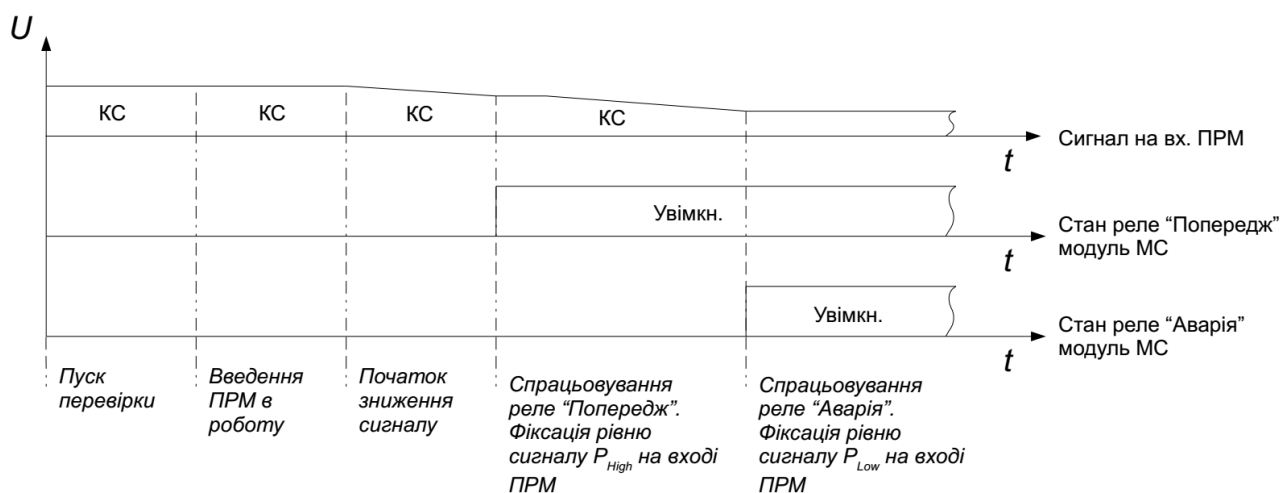 U
КС
КС
КС
КС
t
Сигнал на вх. ПРМ
Увімкн.
t
Стан реле “Попередж”
модуль МС
Увімкн.
t
Стан реле “Аварія”
модуль МС
Пуск
перевірки
Введення
ПРМ в
роботу
Початок
зниження
сигналу
Спрацьовування
реле “Попередж”.
Фіксація рівню
сигналу P_High на вході
ПРМ
Спрацьовування
реле “Аварія”.
Фіксація рівню
сигналу P_Low на вході
ПРМ